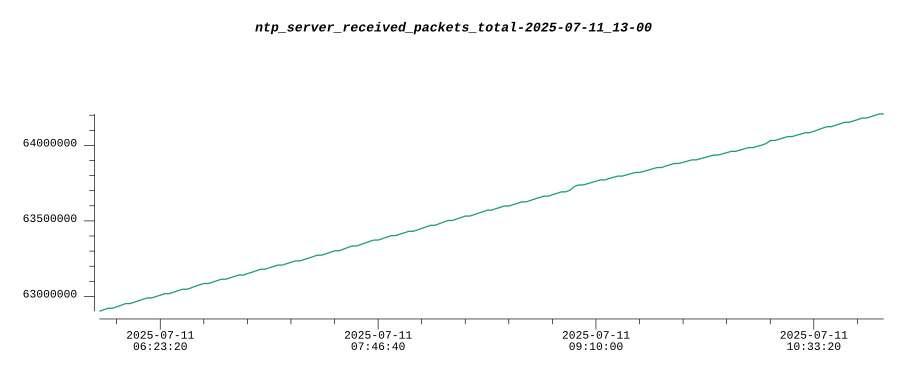 ntp_server_received_packets_total-2025-07-11_13-00
64000000
63500000
63000000
2025-07-11 2025-07-11 2025-07-11 2025-07-11
06:23:20 07:46:40 09:10:00 10:33:20